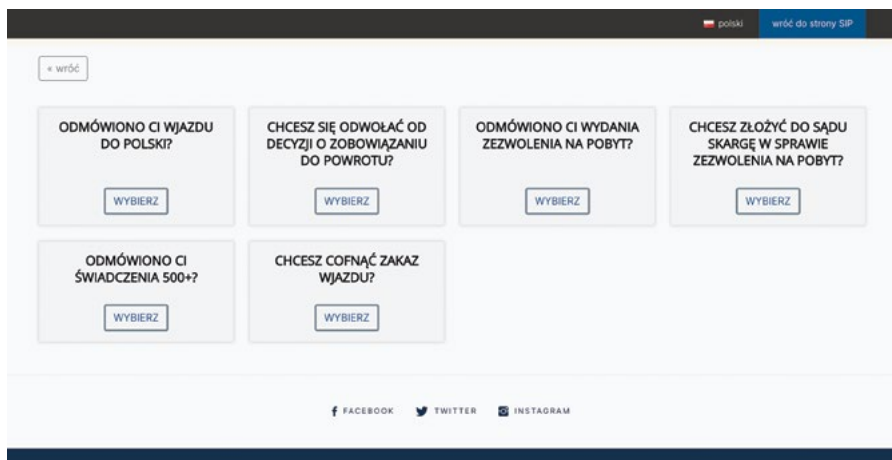 polski
wróć do strony SIP
« wróć
ODMÓWIONO CI WJAZDU
DO POLSKI?
WYBIERZ
CHCESZ SIĘ ODWOŁAĆ OD
DECYZJI O ZOBOWIĄZANIU
DO POWROTU?
WYBIERZ
ODMÓWIONO CI WYDANIA
ZEZWOLENIA NA POBYT?
WYBIERZ
CHCESZ ZŁOŻYĆ DO SĄDU
SKARGĘ W SPRAWIE
ZEZWOLENIA NA POBYT?
WYBIERZ
ODMÓWIONO CI
ŚWIADCZENIA 500+?
WYBIERZ
CHCESZ COFNĄĆ ZAKAZ
WJAZDU?
WYBIERZ
FACEBOOK
TWITTER
INSTAGRAM